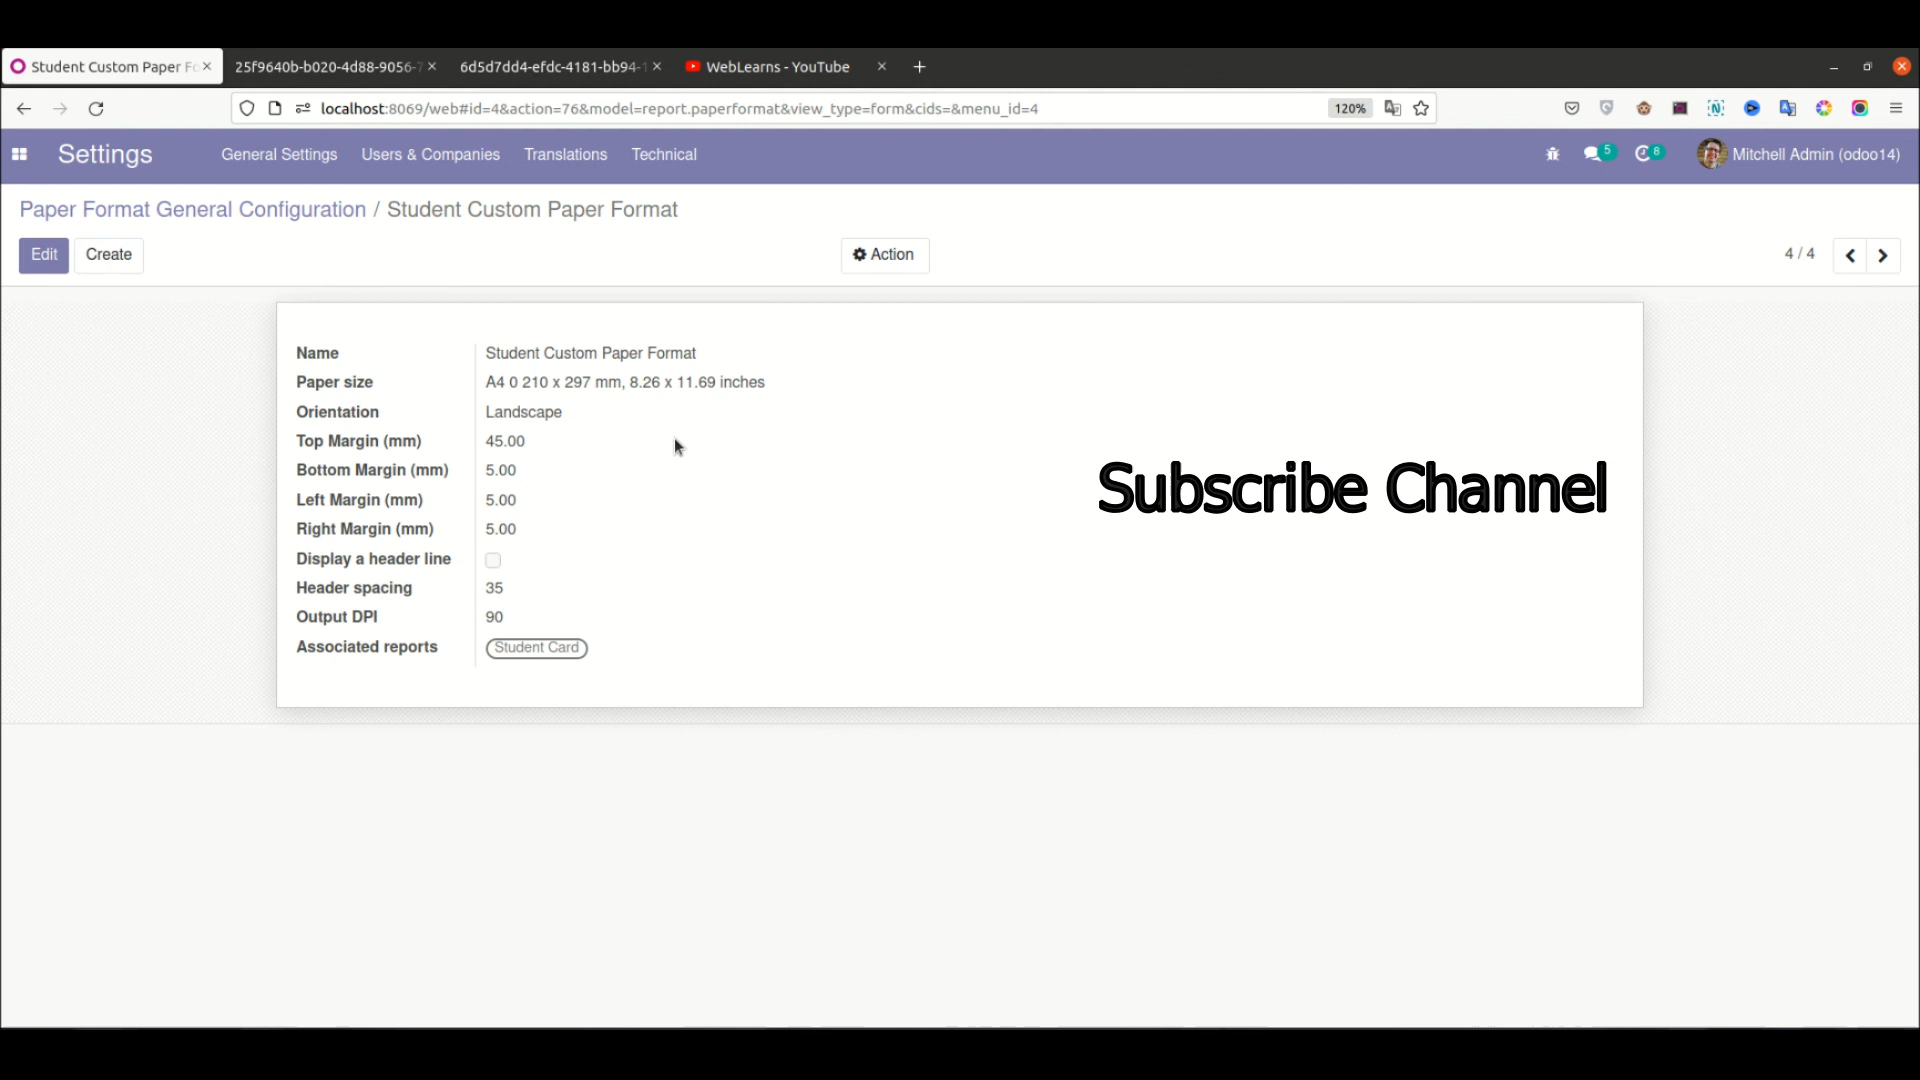 Student Custom Paper Fo
25f9640b-b020-4d88-9056-7
6d5d7dd4-efdc-4181-bb94-1
WebLearns - YouTube
localhost:8069/web#id=4&action=76&model=report.paperformat&view_type=form&cids=&menu_id=4
120%
Settings
General Settings
Users & Companies
Translations
Technical
5
8
Mitchell Admin (odoo14)
Paper Format General Configuration / Student Custom Paper Format
Edit
Create
Action
4 / 4
Name Student Custom Paper Format
Paper size A4 0 210 x 297 mm, 8.26 x 11.69 inches
Orientation Landscape
Top Margin (mm) 45.00
Bottom Margin (mm) 5.00
Left Margin (mm) 5.00
Right Margin (mm) 5.00
Display a header line
Header spacing 35
Output DPI 90
Associated reports Student Card
Subscribe Channel